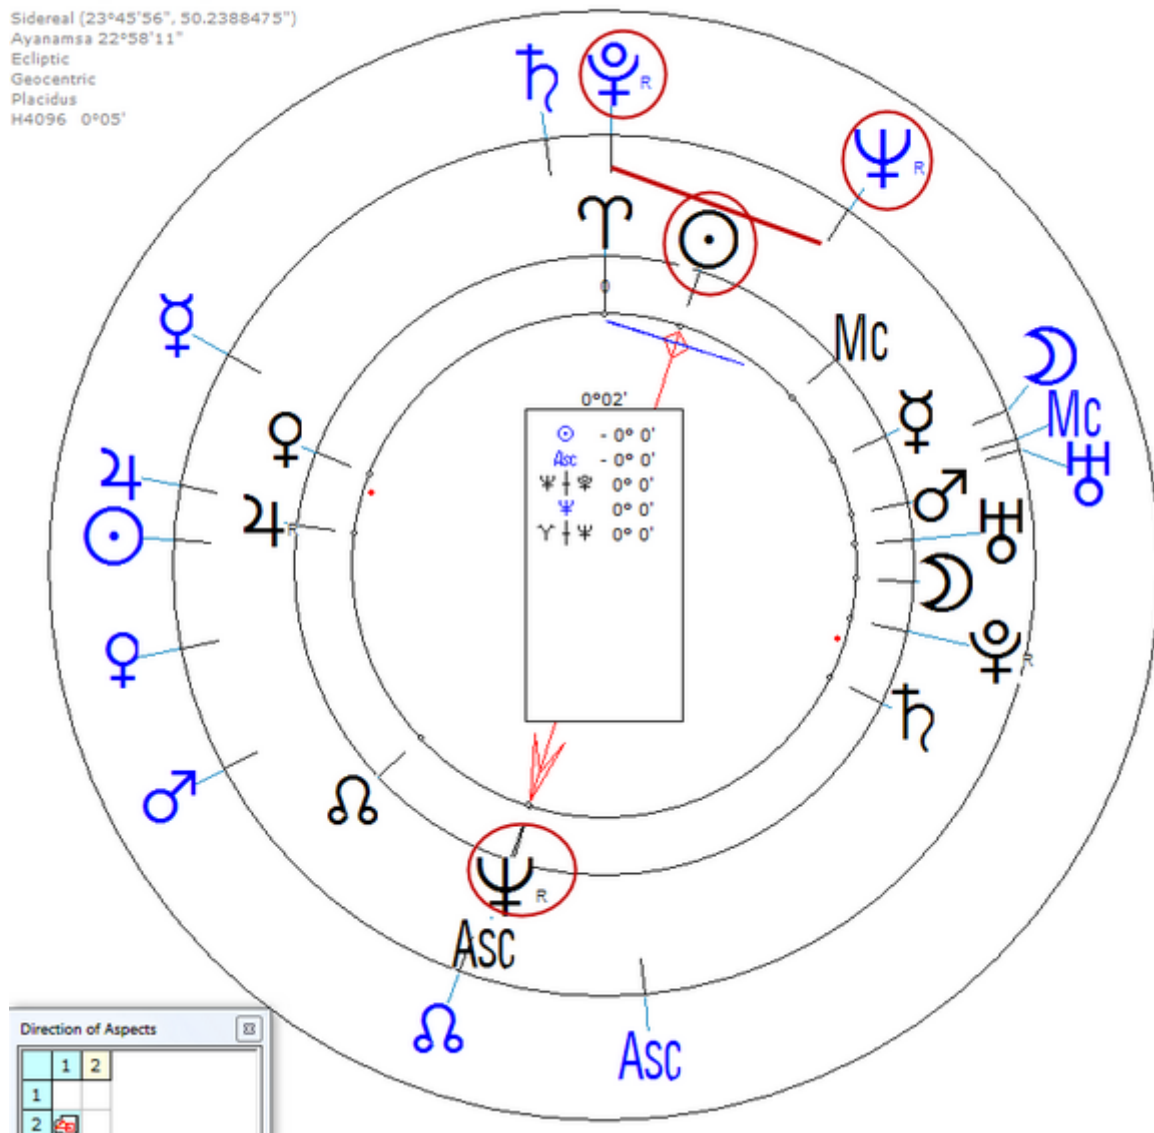 Sidereal (23°45'56", 50.2388475")
Ayanamsa 22°58'11"
Ecliptic
Geocentric
Placidus
H4096 0°05'
♄
♇ R
♆ R
♈
☉
0
☿
Mc
☽
☿
Mc
♀
♅
♃
♂
♃ R
♅
☉
☽
♀
♇ R
♄
♂
☊
♆ R
Asc
☊
Asc
0°02'
☉ - 0° 0'
Asc - 0° 0'
♆ ┼ ♇ 0° 0'
♆ 0° 0'
♈ ┼ ♆ 0° 0'
Direction of Aspects
1 2
1
2